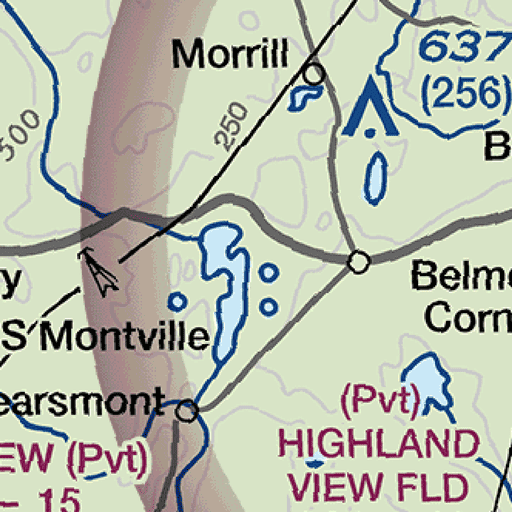 Morrill
637
(256)
500
250
B
y
Belm
Corn
S Montville
earsmont
(Pvt)
HIGHLAND
VIEW FLD
EW (Pvt)
- 15